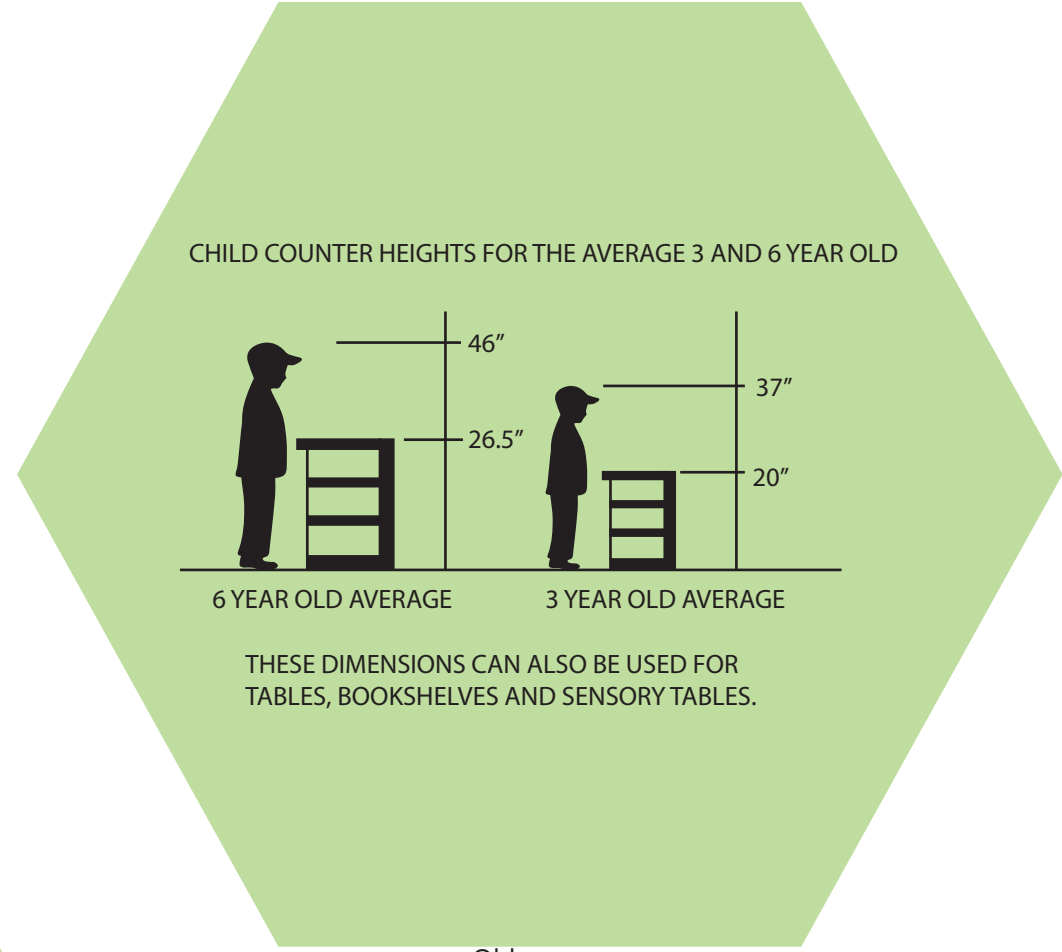 CHILD COUNTER HEIGHTS FOR THE AVERAGE 3 AND 6 YEAR OLD
46”
37”
26.5”
20”
6 YEAR OLD AVERAGE
3 YEAR OLD AVERAGE
THESE DIMENSIONS CAN ALSO BE USED FOR
TABLES, BOOKSHELVES AND SENSORY TABLES.